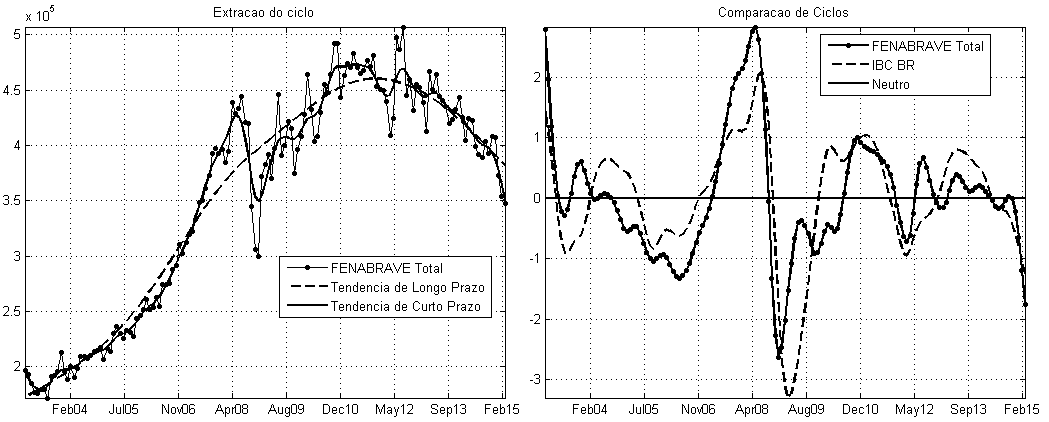 Extracao do ciclo
x 10⁵
5
4.5
4
3.5
3
2.5
2
FENABRAVE Total
Tendencia de Longo Prazo
Tendencia de Curto Prazo
Feb04 Jul05 Nov06 Apr08 Aug09 Dec10 May12 Sep13 Feb15
Comparacao de Ciclos
2
1
0
-1
-2
-3
FENABRAVE Total
IBC BR
Neutro
Feb04 Jul05 Nov06 Apr08 Aug09 Dec10 May12 Sep13 Feb15